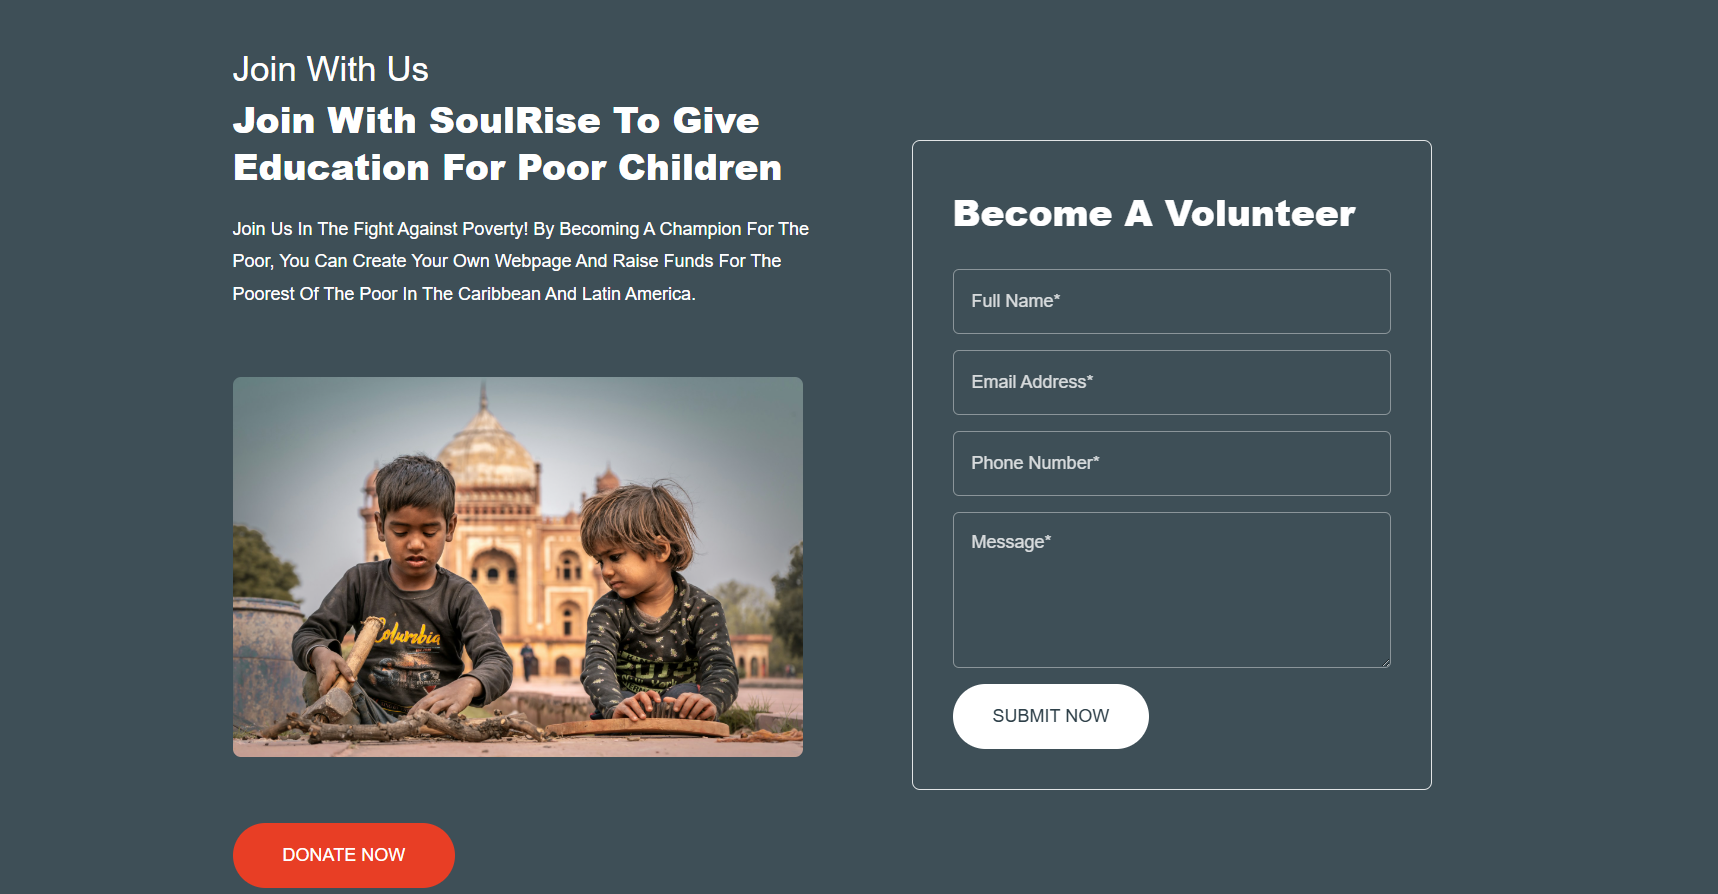 Join With Us
Join With SoulRise To Give
Education For Poor Children
Join Us In The Fight Against Poverty! By Becoming A Champion For The
Poor, You Can Create Your Own Webpage And Raise Funds For The
Poorest Of The Poor In The Caribbean And Latin America.
Columbia
DONATE NOW
Become A Volunteer
Full Name*
Email Address*
Phone Number*
Message*
SUBMIT NOW